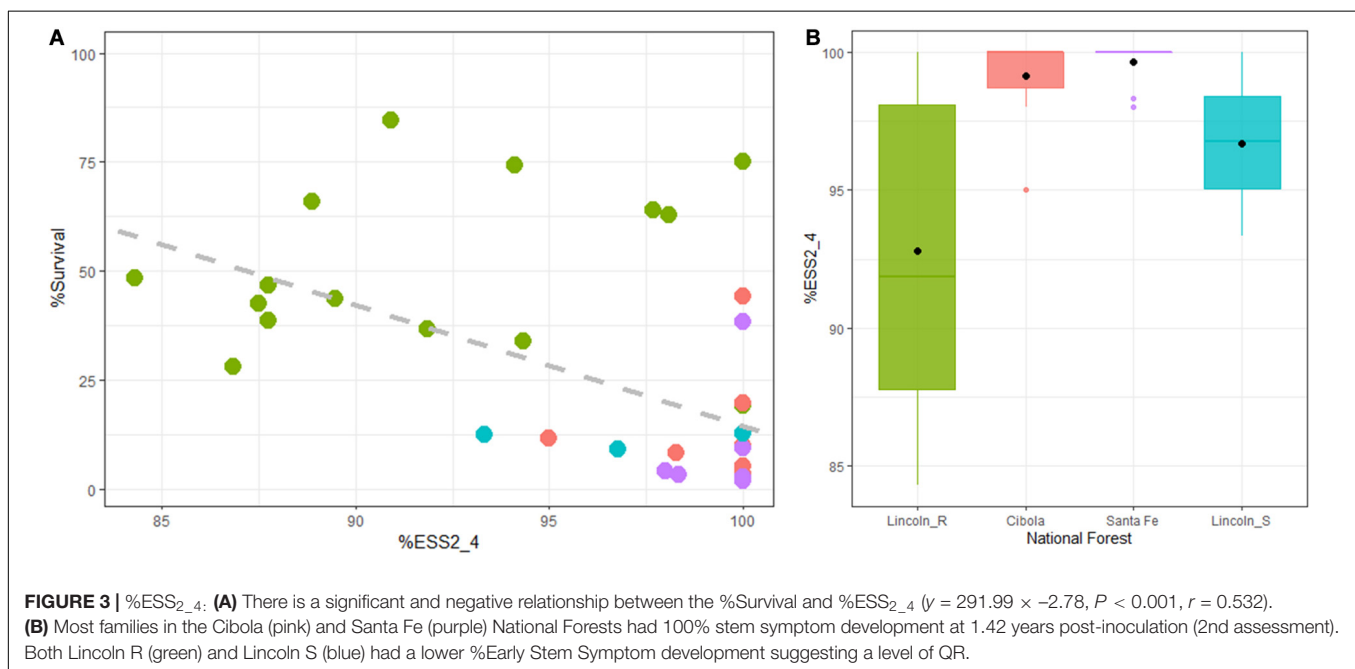 A
100
75
50
25
0
%Survival
85
90
95
100
%ESS2_4
B
100
95
90
85
%ESS2_4
Lincoln_R
Cibola
Santa Fe
Lincoln_S
National Forest
FIGURE 3 | %ESS2_4: (A) There is a significant and negative relationship between the %Survival and %ESS2_4 (y = 291.99 × –2.78, P < 0.001, r = 0.532).
(B) Most families in the Cibola (pink) and Santa Fe (purple) National Forests had 100% stem symptom development at 1.42 years post-inoculation (2nd assessment).
Both Lincoln R (green) and Lincoln S (blue) had a lower %Early Stem Symptom development suggesting a level of QR.